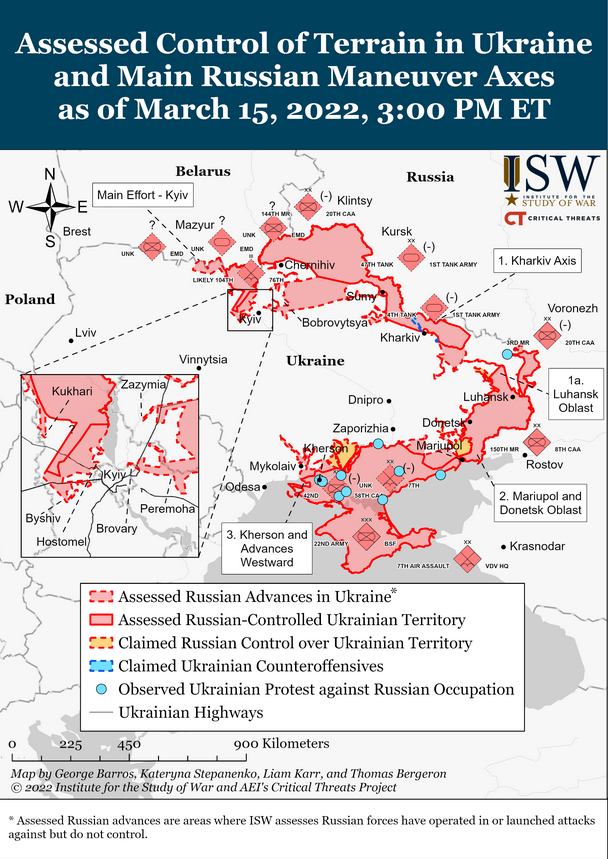 Assessed Control of Terrain in Ukraine
and Main Russian Maneuver Axes
as of March 15, 2022, 3:00 PM ET
N
W E
S
Belarus
Russia
ISW
INSTITUTE FOR THE
STUDY OF WAR
CT CRITICAL THREATS
Main Effort - Kyiv
?
144TH MR
XX
(-)
Klintsy
20TH CAA
Brest
?
UNK
EMD
Mazyur
?
UNK
EMD
UNK
EMD
III
LIKELY 104TH
76TH
Chernihiv
Kursk
XX
(-)
47TH TANK
1ST TANK ARMY
1. Kharkiv Axis
Poland
Sumy
Kyiv
Bobrovytsya
XX
(-)
4TH TANK
1ST TANK ARMY
Kharkiv
Voronezh
XX
(-)
3RD MR
20TH CAA
Lviv
Vinnytsia
Ukraine
1a.
Luhansk
Oblast
Kukhari
Zazymia
?
Kyiv
Byshiv
Hostomel
Brovary
Peremoha
Dnipro
Luhansk
Zaporizhia
Donetsk
Kherson
Mariupol
XX
150TH MR
8TH CAA
Rostov
Mykolaiv
Odesa
42ND
(-)
UNK
58TH CAA
(-)
7TH
2. Mariupol and
Donetsk Oblast
3. Kherson and
Advances
Westward
XXX
22ND ARMY
BSF
XX
7TH AIR ASSAULT
VDV HQ
Krasnodar
Assessed Russian Advances in Ukraine*
Assessed Russian-Controlled Ukrainian Territory
Claimed Russian Control over Ukrainian Territory
Claimed Ukrainian Counteroffensives
Observed Ukrainian Protest against Russian Occupation
Ukrainian Highways
0 225 450 900 Kilometers
Map by George Barros, Kateryna Stepanenko, Liam Karr, and Thomas Bergeron
© 2022 Institute for the Study of War and AEI's Critical Threats Project
* Assessed Russian advances are areas where ISW assesses Russian forces have operated in or launched attacks
against but do not control.